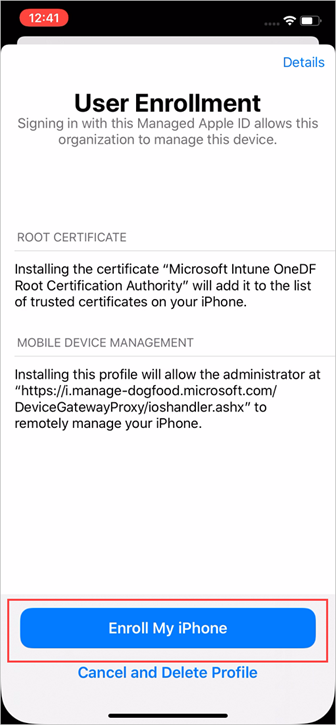 12:41
Details
User Enrollment
Signing in with this Managed Apple ID allows this
organization to manage this device.
ROOT CERTIFICATE
Installing the certificate “Microsoft Intune OneDF
Root Certification Authority” will add it to the list
of trusted certificates on your iPhone.
MOBILE DEVICE MANAGEMENT
Installing this profile will allow the administrator at
“https://i.manage-dogfood.microsoft.com/
DeviceGatewayProxy/ioshandler.ashx” to
remotely manage your iPhone.
Enroll My iPhone
Cancel and Delete Profile